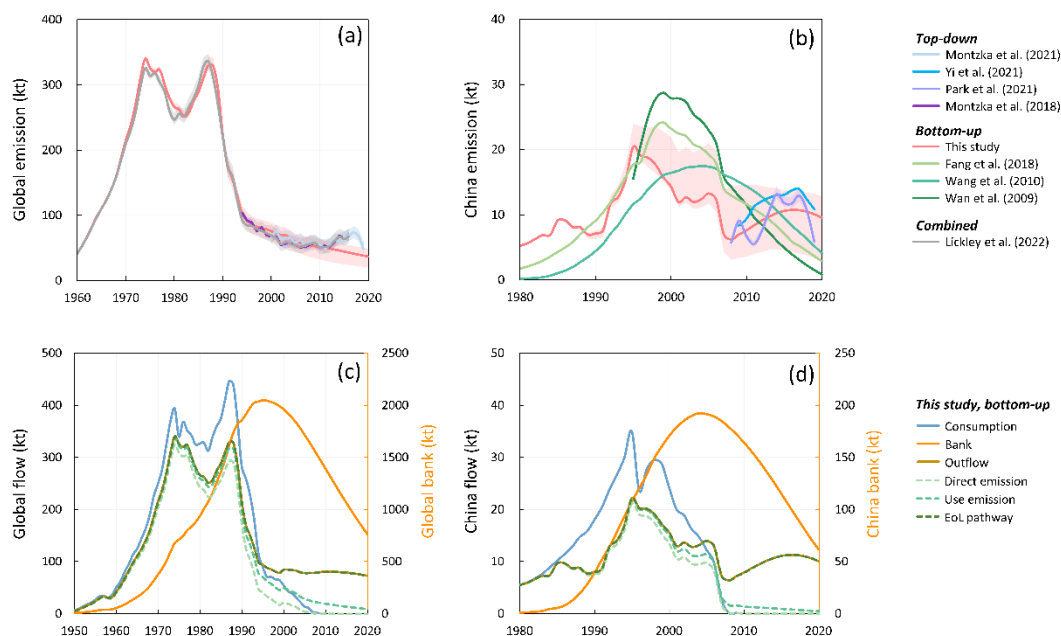 (a)
Global emission (kt)
400
300
200
100
0
1960 1970 1980 1990 2000 2010 2020
(b)
China emission (kt)
40
30
20
10
0
1980 1990 2000 2010 2020
Top-down
Montzka et al. (2021)
Yi et al. (2021)
Park et al. (2021)
Montzka et al. (2018)
Bottom-up
This study
Fang et al. (2018)
Wang et al. (2010)
Wan et al. (2009)
Combined
Lickley et al. (2022)
(c)
Global flow (kt)
500
400
300
200
100
0
1950 1960 1970 1980 1990 2000 2010 2020
2500
2000
1500
1000
500
0
Global bank (kt)
(d)
China flow (kt)
50
40
30
20
10
0
1980 1990 2000 2010 2020
250
200
150
100
50
0
China bank (kt)
This study, bottom-up
Consumption
Bank
Outflow
Direct emission
Use emission
EoL pathway